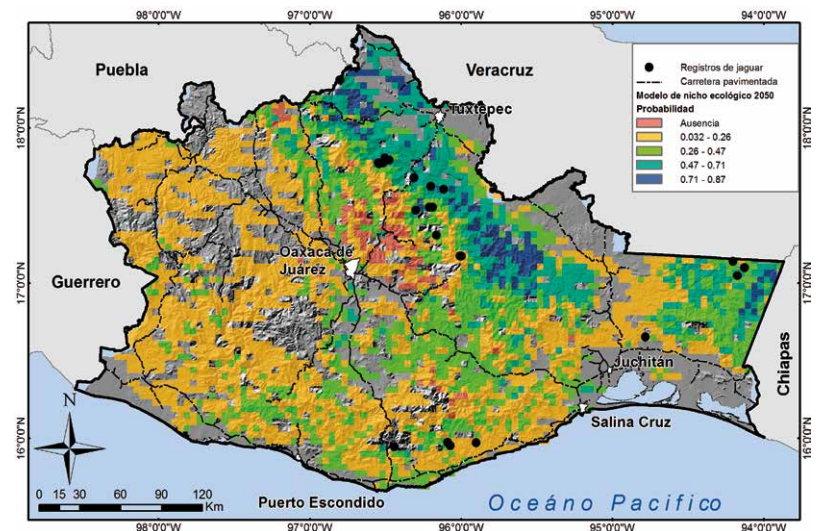 98°0'0"W 97°0'0"W 96°0'0"W 95°0'0"W 94°0'0"W
Puebla
Veracruz
Tuxtepec
Registros de jaguar
Carretera pavimentada
Modelo de nicho ecológico 2050
Probabilidad
Ausencia
0.032 - 0.26
0.26 - 0.47
0.47 - 0.71
0.71 - 0.87
18°0'0"N
18°0'0"N
Oaxaca de
Juárez
Guerrero
17°0'0"N
17°0'0"N
Juchitán
Chiapas
Salina Cruz
N
16°0'0"N
16°0'0"N
0 15 30 60 90 120
Km
Puerto Escondido
Oceáno Pacifico
98°0'0"W 97°0'0"W 96°0'0"W 95°0'0"W 94°0'0"W